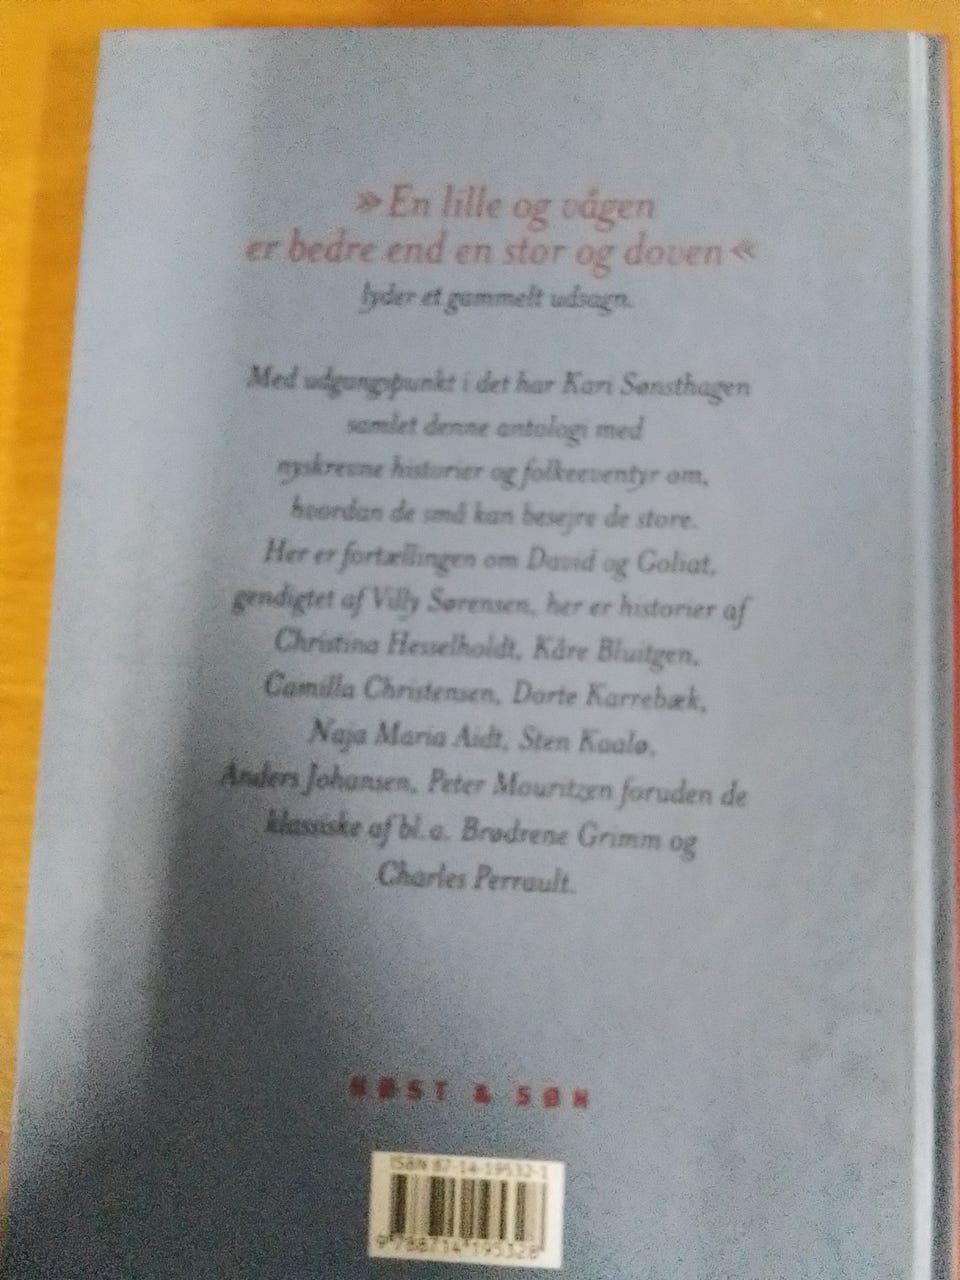 »En lille og vågen
er bedre end en stor og doven«
lyder et gammelt udsagn.
Med udgangspunkt i det har Kari Sønsthagen
samlet denne antologi med
nyskrevne historier og folkeeventyr om,
hvordan de små kan besejre de store.
Her er fortællingen om David og Goliat,
gendigtet af Villy Sørensen, her er historier af
Christina Hesselholdt, Kåre Bluitgen,
Camilla Christensen, Dorte Karrebæk,
Naja Maria Aidt, Sten Kaalø,
Anders Johansen, Peter Mouritzen foruden de
klassiske af bl.a. Brødrene Grimm og
Charles Perrault.
HØST & SØN
ISBN 87-14-19532-1
9 788714 195328